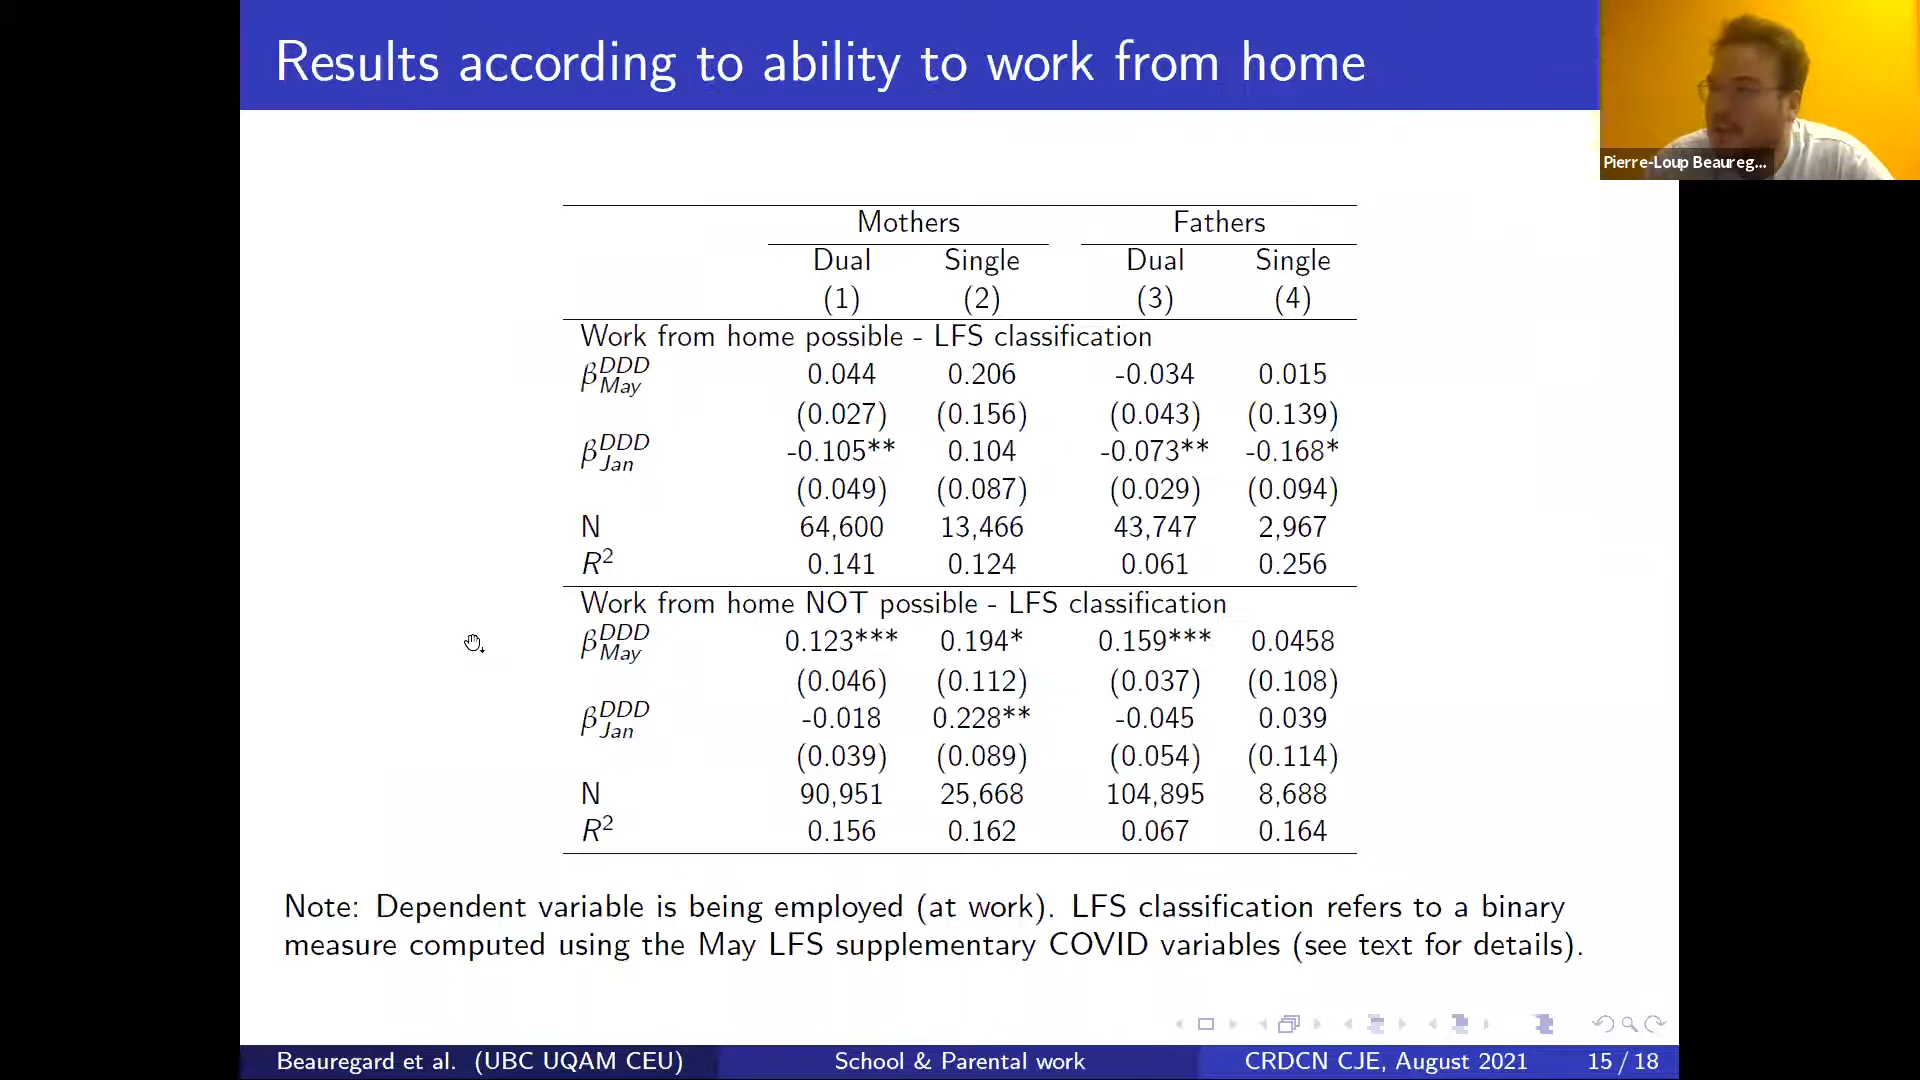 Results according to ability to work from home
Pierre-Loup Beaureg...
Mothers Fathers
Dual Single Dual Single
(1) (2) (3) (4)
Work from home possible - LFS classification
β^{DDD}_{May} 0.044 0.206 -0.034 0.015
(0.027) (0.156) (0.043) (0.139)
β^{DDD}_{Jan} -0.105** 0.104 -0.073** -0.168*
(0.049) (0.087) (0.029) (0.094)
N 64,600 13,466 43,747 2,967
R² 0.141 0.124 0.061 0.256
Work from home NOT possible - LFS classification
β^{DDD}_{May} 0.123*** 0.194* 0.159*** 0.0458
(0.046) (0.112) (0.037) (0.108)
β^{DDD}_{Jan} -0.018 0.228** -0.045 0.039
(0.039) (0.089) (0.054) (0.114)
N 90,951 25,668 104,895 8,688
R² 0.156 0.162 0.067 0.164
Note: Dependent variable is being employed (at work). LFS classification refers to a binary
measure computed using the May LFS supplementary COVID variables (see text for details).
Beauregard et al. (UBC UQAM CEU) School & Parental work CRDCN CJE, August 2021 15 / 18